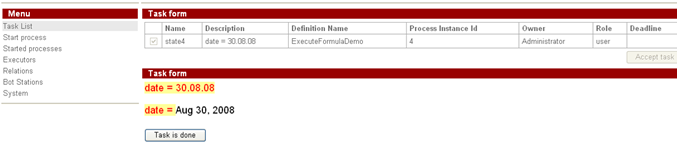 Menu
Task List
Start process
Started processes
Executors
Relations
Bot Stations
System
Task form
Name Description Definition Name Process Instance Id Owner Role Deadline
state4 date = 30.08.08 ExecuteFormulaDemo 4 Administrator user
Accept task
Task form
date = 30.08.08
date = Aug 30, 2008
Task is done